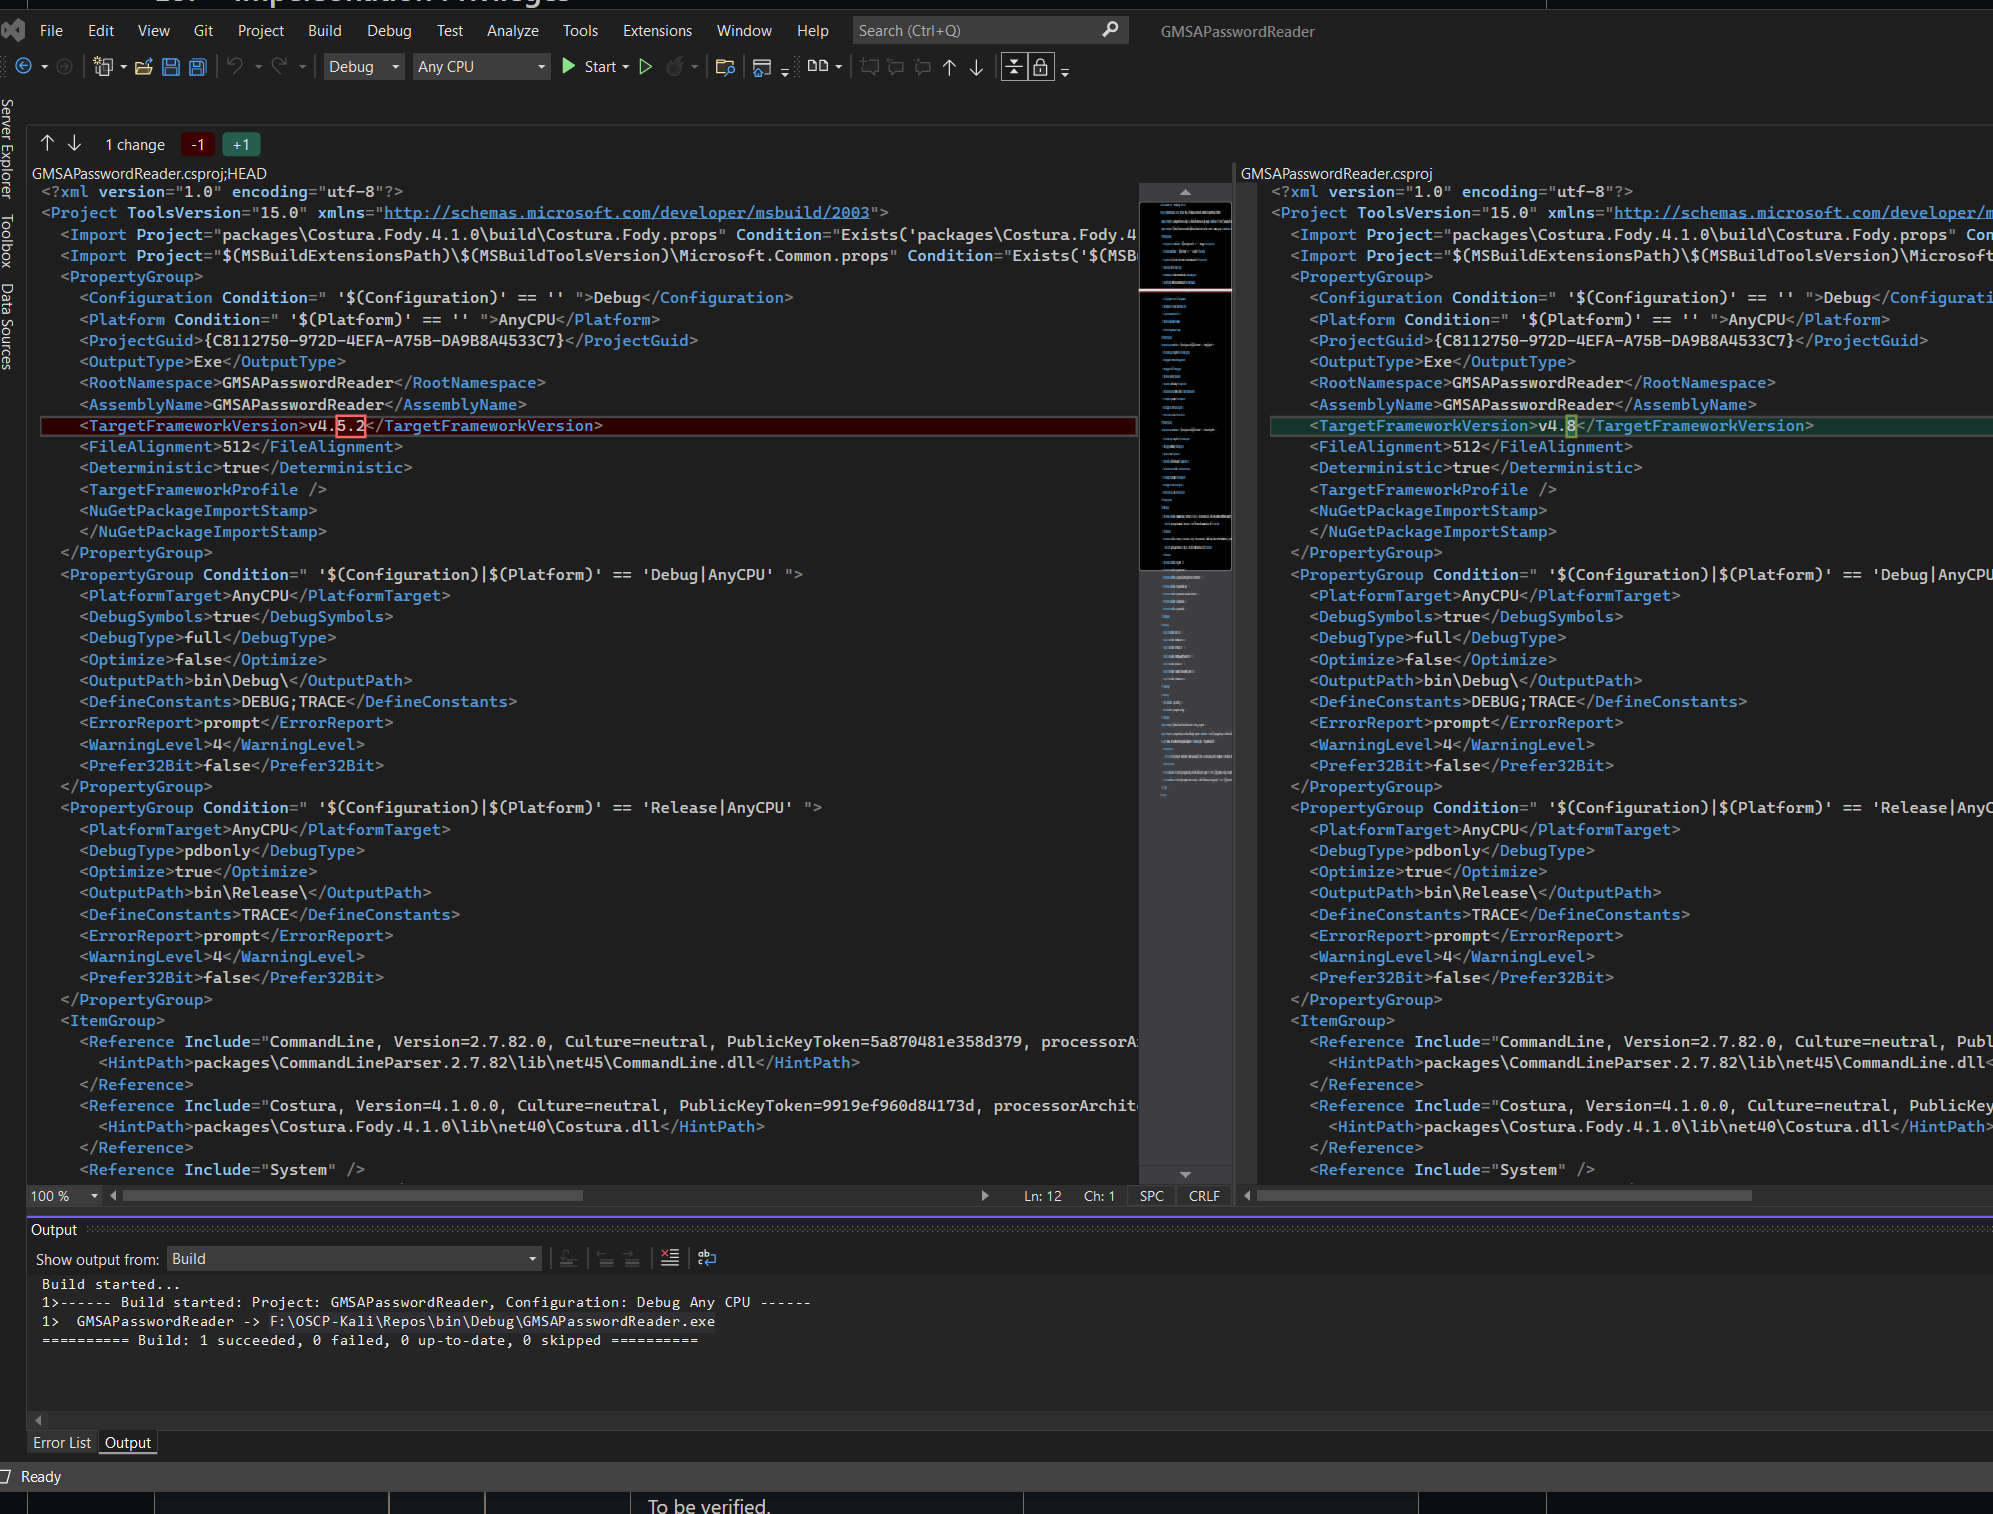 Impersonation Privileges
File Edit View Git Project Build Debug Test Analyze Tools Extensions Window Help Search (Ctrl+Q) GMSAPasswordReader
Debug Any CPU Start
Server Explorer
Toolbox
Data Sources
1 change -1 +1
GMSAPasswordReader.csproj;HEAD
<?xml version="1.0" encoding="utf-8"?>
<Project ToolsVersion="15.0" xmlns="http://schemas.microsoft.com/developer/msbuild/2003">
<Import Project="packages\Costura.Fody.4.1.0\build\Costura.Fody.props" Condition="Exists('packages\Costura.Fody.4
<Import Project="$(MSBuildExtensionsPath)\$(MSBuildToolsVersion)\Microsoft.Common.props" Condition="Exists('$(MSB
<PropertyGroup>
<Configuration Condition=" '$(Configuration)' == '' ">Debug</Configuration>
<Platform Condition=" '$(Platform)' == '' ">AnyCPU</Platform>
<ProjectGuid>{C8112750-972D-4EFA-A75B-DA9B8A4533C7}</ProjectGuid>
<OutputType>Exe</OutputType>
<RootNamespace>GMSAPasswordReader</RootNamespace>
<AssemblyName>GMSAPasswordReader</AssemblyName>
<TargetFrameworkVersion>v4.5.2</TargetFrameworkVersion>
<FileAlignment>512</FileAlignment>
<Deterministic>true</Deterministic>
<TargetFrameworkProfile />
<NuGetPackageImportStamp>
</NuGetPackageImportStamp>
</PropertyGroup>
<PropertyGroup Condition=" '$(Configuration)|$(Platform)' == 'Debug|AnyCPU' ">
<PlatformTarget>AnyCPU</PlatformTarget>
<DebugSymbols>true</DebugSymbols>
<DebugType>full</DebugType>
<Optimize>false</Optimize>
<OutputPath>bin\Debug\</OutputPath>
<DefineConstants>DEBUG;TRACE</DefineConstants>
<ErrorReport>prompt</ErrorReport>
<WarningLevel>4</WarningLevel>
<Prefer32Bit>false</Prefer32Bit>
</PropertyGroup>
<PropertyGroup Condition=" '$(Configuration)|$(Platform)' == 'Release|AnyCPU' ">
<PlatformTarget>AnyCPU</PlatformTarget>
<DebugType>pdbonly</DebugType>
<Optimize>true</Optimize>
<OutputPath>bin\Release\</OutputPath>
<DefineConstants>TRACE</DefineConstants>
<ErrorReport>prompt</ErrorReport>
<WarningLevel>4</WarningLevel>
<Prefer32Bit>false</Prefer32Bit>
</PropertyGroup>
<ItemGroup>
<Reference Include="CommandLine, Version=2.7.82.0, Culture=neutral, PublicKeyToken=5a870481e358d379, processorA
<HintPath>packages\CommandLineParser.2.7.82\lib\net45\CommandLine.dll</HintPath>
</Reference>
<Reference Include="Costura, Version=4.1.0.0, Culture=neutral, PublicKeyToken=9919ef960d84173d, processorArchit
<HintPath>packages\Costura.Fody.4.1.0\lib\net40\Costura.dll</HintPath>
</Reference>
<Reference Include="System" />
100 % Ln: 12 Ch: 1 SPC CRLF
GMSAPasswordReader.csproj
<?xml version="1.0" encoding="utf-8"?>
<Project ToolsVersion="15.0" xmlns="http://schemas.microsoft.com/developer/m
<Import Project="packages\Costura.Fody.4.1.0\build\Costura.Fody.props" Con
<Import Project="$(MSBuildExtensionsPath)\$(MSBuildToolsVersion)\Microsoft
<PropertyGroup>
<Configuration Condition=" '$(Configuration)' == '' ">Debug</Configurati
<Platform Condition=" '$(Platform)' == '' ">AnyCPU</Platform>
<ProjectGuid>{C8112750-972D-4EFA-A75B-DA9B8A4533C7}</ProjectGuid>
<OutputType>Exe</OutputType>
<RootNamespace>GMSAPasswordReader</RootNamespace>
<AssemblyName>GMSAPasswordReader</AssemblyName>
<TargetFrameworkVersion>v4.8</TargetFrameworkVersion>
<FileAlignment>512</FileAlignment>
<Deterministic>true</Deterministic>
<TargetFrameworkProfile />
<NuGetPackageImportStamp>
</NuGetPackageImportStamp>
</PropertyGroup>
<PropertyGroup Condition=" '$(Configuration)|$(Platform)' == 'Debug|AnyCPU
<PlatformTarget>AnyCPU</PlatformTarget>
<DebugSymbols>true</DebugSymbols>
<DebugType>full</DebugType>
<Optimize>false</Optimize>
<OutputPath>bin\Debug\</OutputPath>
<DefineConstants>DEBUG;TRACE</DefineConstants>
<ErrorReport>prompt</ErrorReport>
<WarningLevel>4</WarningLevel>
<Prefer32Bit>false</Prefer32Bit>
</PropertyGroup>
<PropertyGroup Condition=" '$(Configuration)|$(Platform)' == 'Release|AnyC
<PlatformTarget>AnyCPU</PlatformTarget>
<DebugType>pdbonly</DebugType>
<Optimize>true</Optimize>
<OutputPath>bin\Release\</OutputPath>
<DefineConstants>TRACE</DefineConstants>
<ErrorReport>prompt</ErrorReport>
<WarningLevel>4</WarningLevel>
<Prefer32Bit>false</Prefer32Bit>
</PropertyGroup>
<ItemGroup>
<Reference Include="CommandLine, Version=2.7.82.0, Culture=neutral, Publ
<HintPath>packages\CommandLineParser.2.7.82\lib\net45\CommandLine.dll<
</Reference>
<Reference Include="Costura, Version=4.1.0.0, Culture=neutral, PublicKey
<HintPath>packages\Costura.Fody.4.1.0\lib\net40\Costura.dll</HintPath>
</Reference>
<Reference Include="System" />
Output
Show output from: Build
Build started...
1>------ Build started: Project: GMSAPasswordReader, Configuration: Debug Any CPU ------
1>  GMSAPasswordReader -> F:\OSCP-Kali\Repos\bin\Debug\GMSAPasswordReader.exe
========== Build: 1 succeeded, 0 failed, 0 up-to-date, 0 skipped ==========
Error List Output
Ready
To be verified.